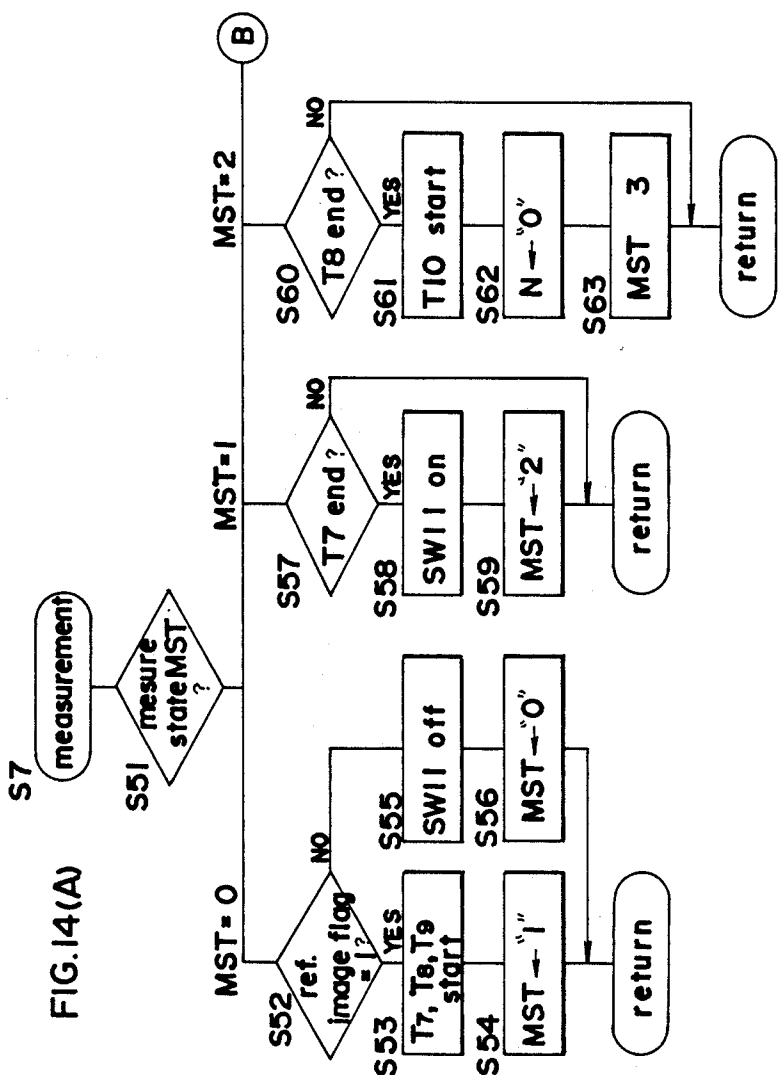 FIG.14(A)
S7
measurement
S51
mesure
stateMST
?
MST=0
MST=1
MST=2
B
S52
ref.
image flag
=1?
NO
YES
S53
T7, T8, T9
start
S54
MST←"1"
return
S55
SW11 off
S56
MST←"0"
S57
T7 end?
NO
YES
S58
SW11 on
S59
MST←"2"
return
S60
T8 end?
NO
YES
S61
T10 start
S62
N←"0"
S63
MST 3
return